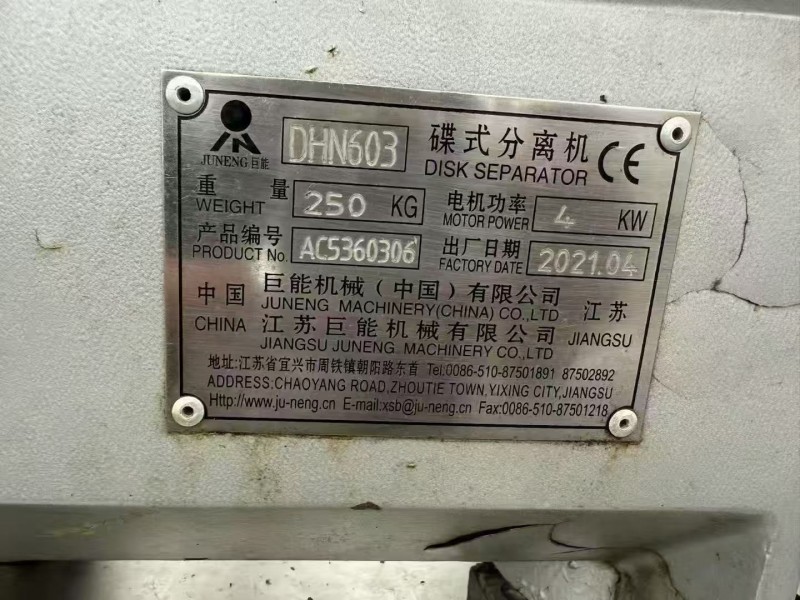 JUNENG 巨能
DHN603
碟式分离机
DISK SEPARATOR
CE
重 量
WEIGHT
250 KG
电机功率
MOTOR POWER
4 KW
产品编号
PRODUCT No.
AC5360306
出厂日期
FACTORY DATE
2021.04
中国 巨能机械(中国)有限公司 江苏
JUNENG MACHINERY(CHINA) CO.,LTD
CHINA 江苏巨能机械有限公司 JIANGSU
JIANGSU JUNENG MACHINERY CO.,LTD
地址:江苏省宜兴市周铁镇朝阳路东首 Tel:0086-510-87501891 87502892
ADDRESS.CHAOYANG ROAD.ZHOUTIE TOWN,YIXING CITY,JIANGSU
Http://www.ju-neng.cn E-mail:xsb@ju-neng.cn Fax:0086-510-87501218